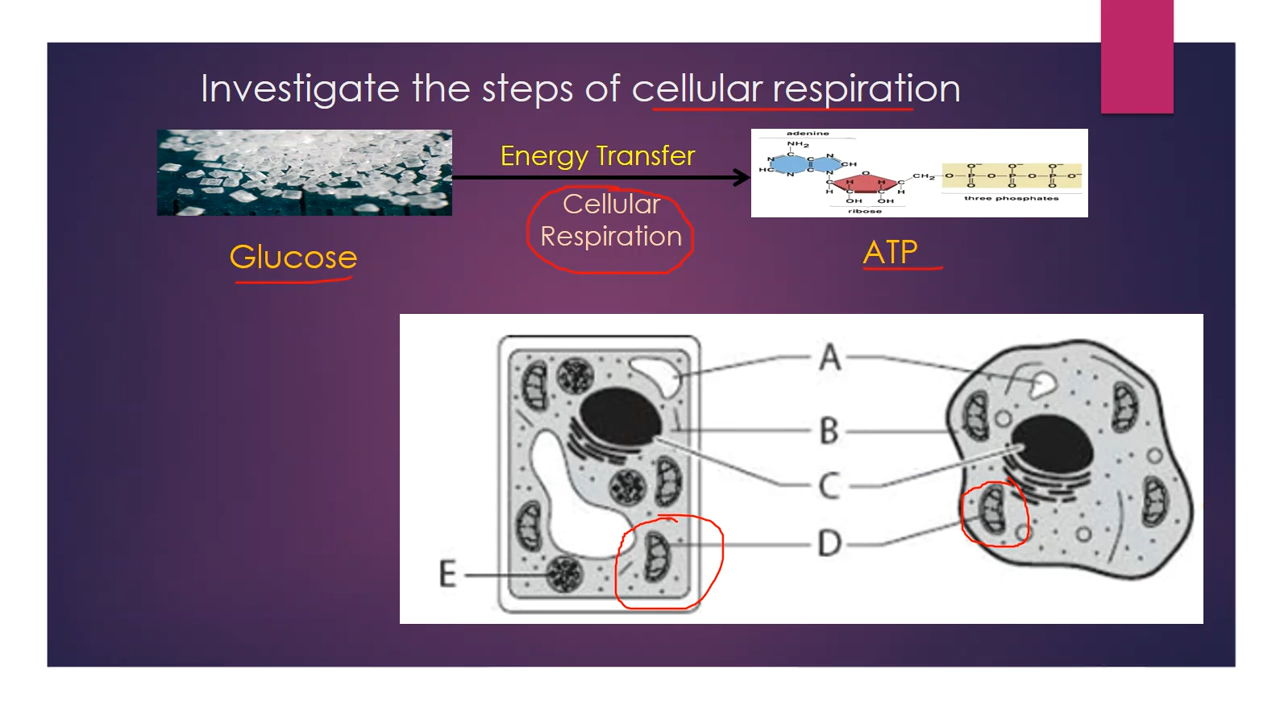 Investigate the steps of cellular respiration
Energy Transfer
Cellular
Respiration
Glucose
adenine
NH₂
N
C
N
HC
C
CH
N
N
O
CH₂
O
O⁻
O⁻
O⁻
P
O
P
O
P
O⁻
O
O
O
H
H
H
H
OH
OH
ribose
three phosphates
ATP
A
B
C
D
E